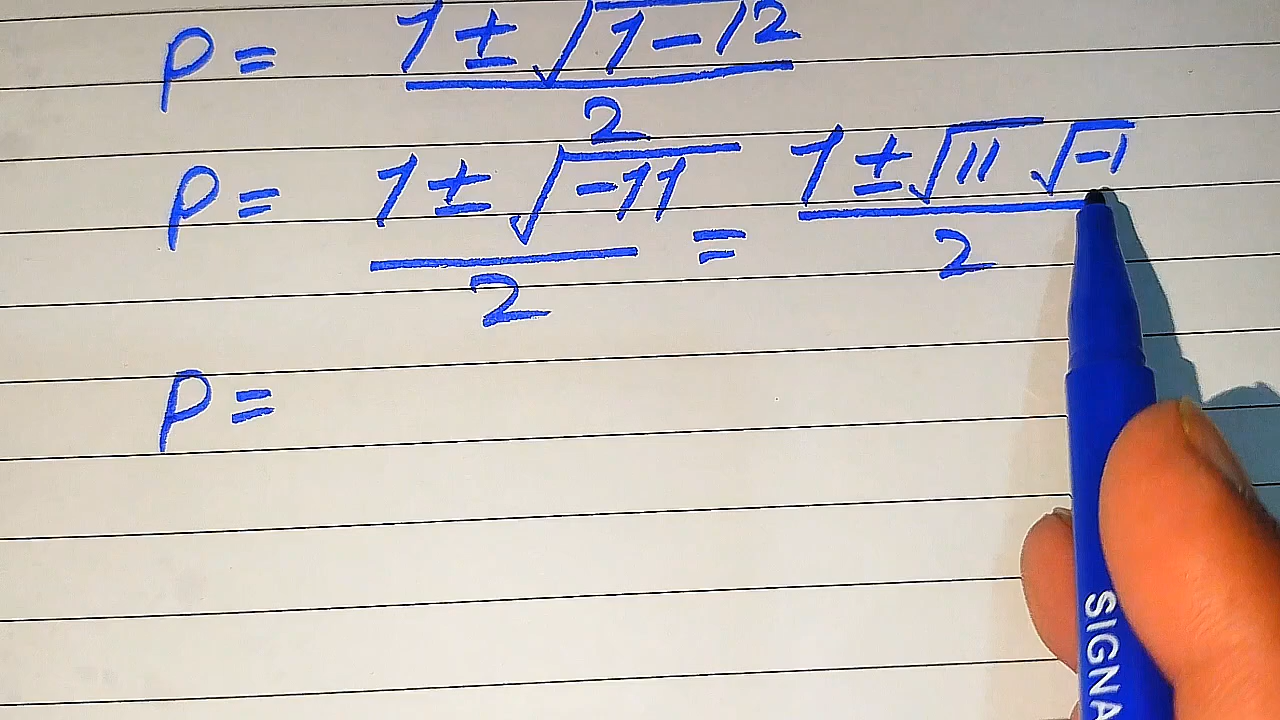 P = (1 ± √(1-12)) / 2
P = (1 ± √(-11)) / 2 = (1 ± √11 √-1) / 2
P =
SIGNA